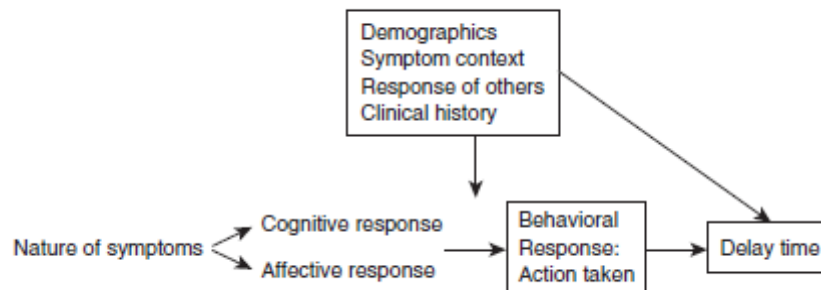 Demographics
Symptom context
Response of others
Clinical history
Nature of symptoms
Cognitive response
Affective response
Behavioral
Response:
Action taken
Delay time